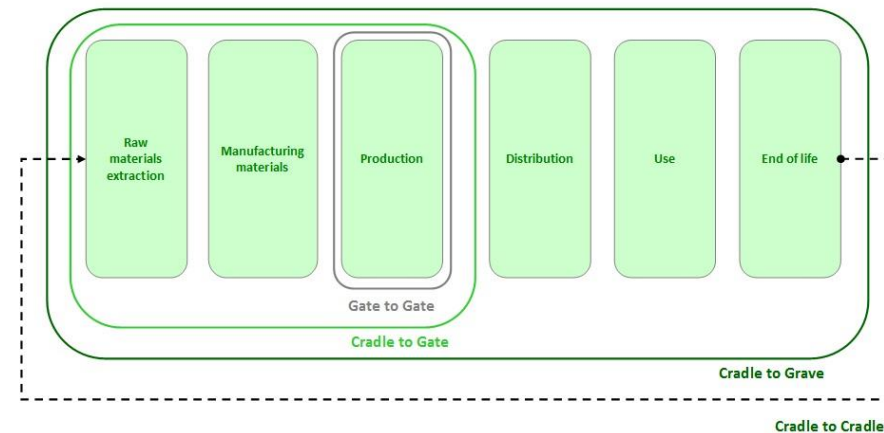 Raw
materials
extraction
Manufacturing
materials
Production
Distribution
Use
End of life
Gate to Gate
Cradle to Gate
Cradle to Grave
Cradle to Cradle